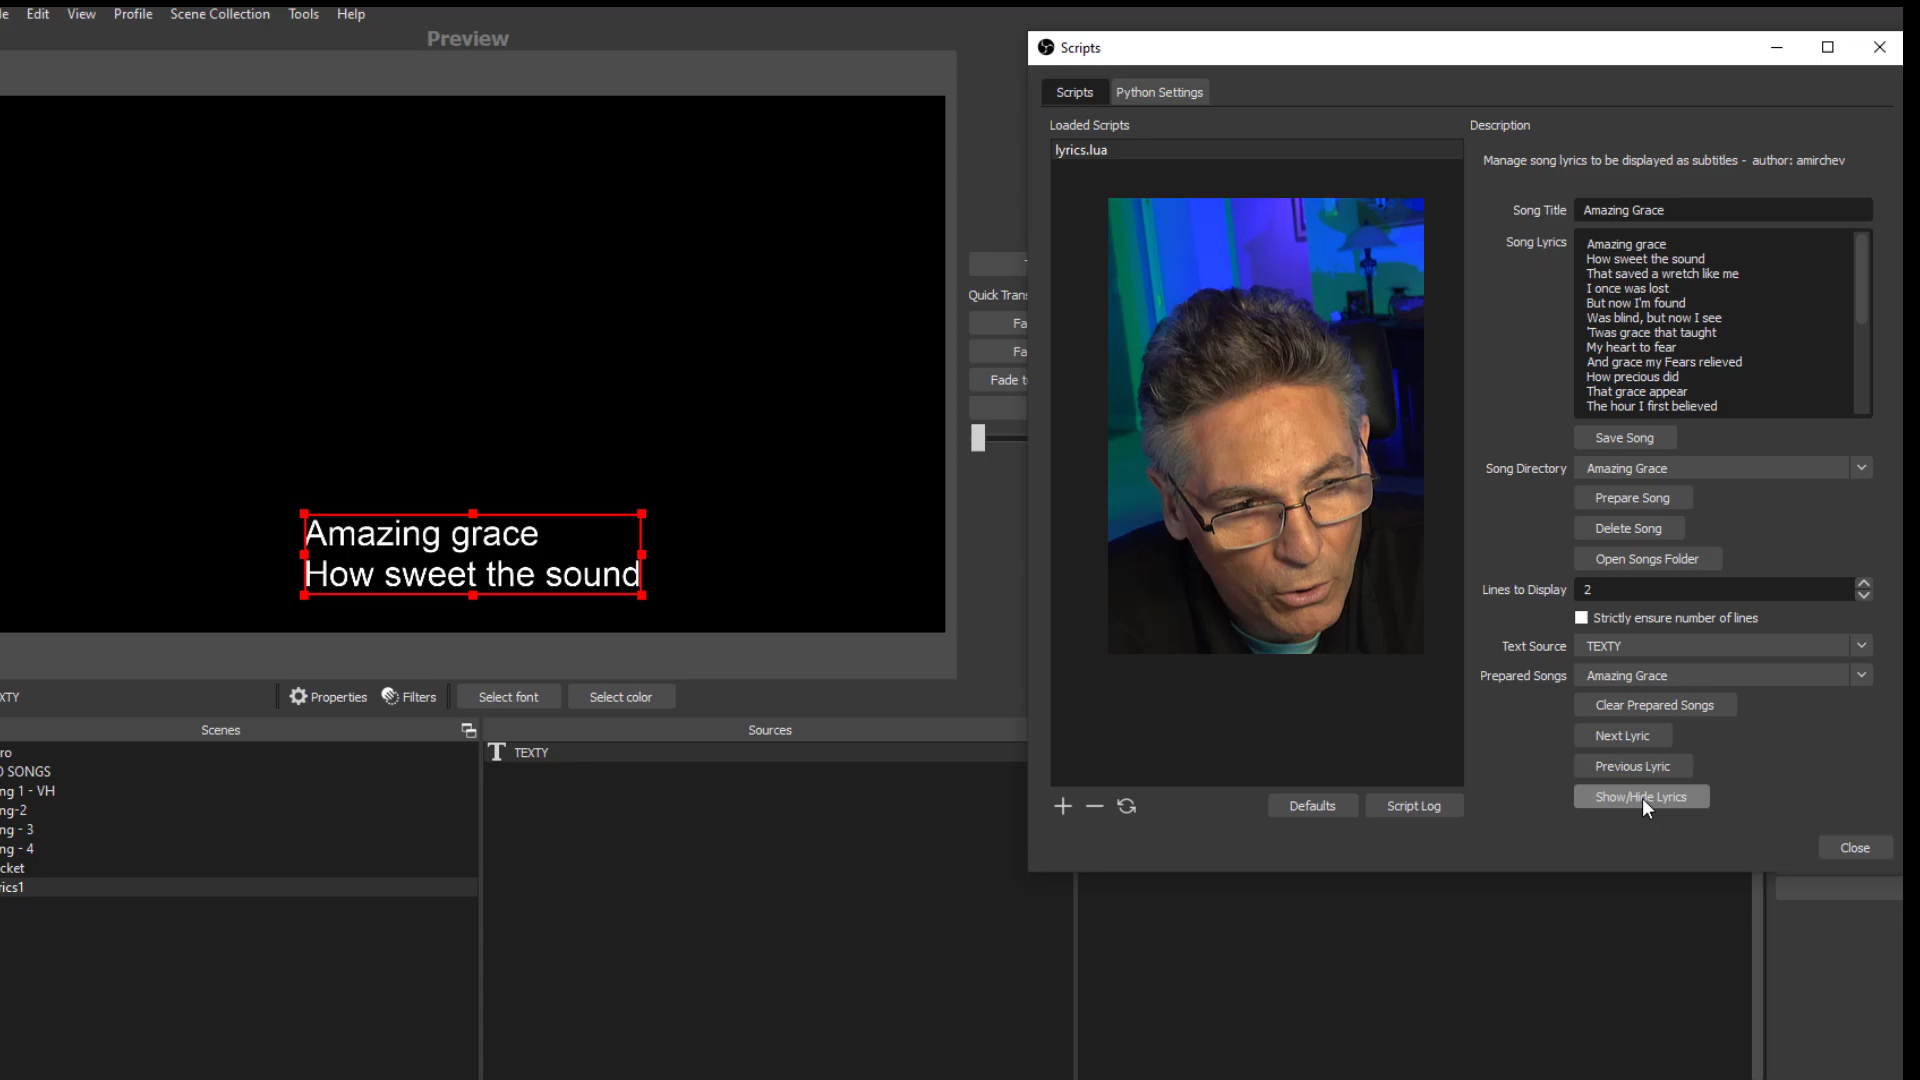 le Edit View Profile Scene Collection Tools Help
Preview
Amazing grace
How sweet the sound
Quick Trans
Fa
Fa
Fade t
XTY
Properties
Filters
Select font
Select color
Scenes
ro
O SONGS
ng 1 - VH
ng-2
ng - 3
ng - 4
cket
rics1
Sources
TEXTY
Scripts
Scripts
Python Settings
Loaded Scripts
lyrics.lua
Defaults
Script Log
Description
Manage song lyrics to be displayed as subtitles - author: amirchev
Song Title
Amazing Grace
Song Lyrics
Amazing grace
How sweet the sound
That saved a wretch like me
I once was lost
But now I'm found
Was blind, but now I see
'Twas grace that taught
My heart to fear
And grace my Fears relieved
How precious did
That grace appear
The hour I first believed
Save Song
Song Directory
Amazing Grace
Prepare Song
Delete Song
Open Songs Folder
Lines to Display
2
Strictly ensure number of lines
Text Source
TEXTY
Prepared Songs
Amazing Grace
Clear Prepared Songs
Next Lyric
Previous Lyric
Show/Hide Lyrics
Close